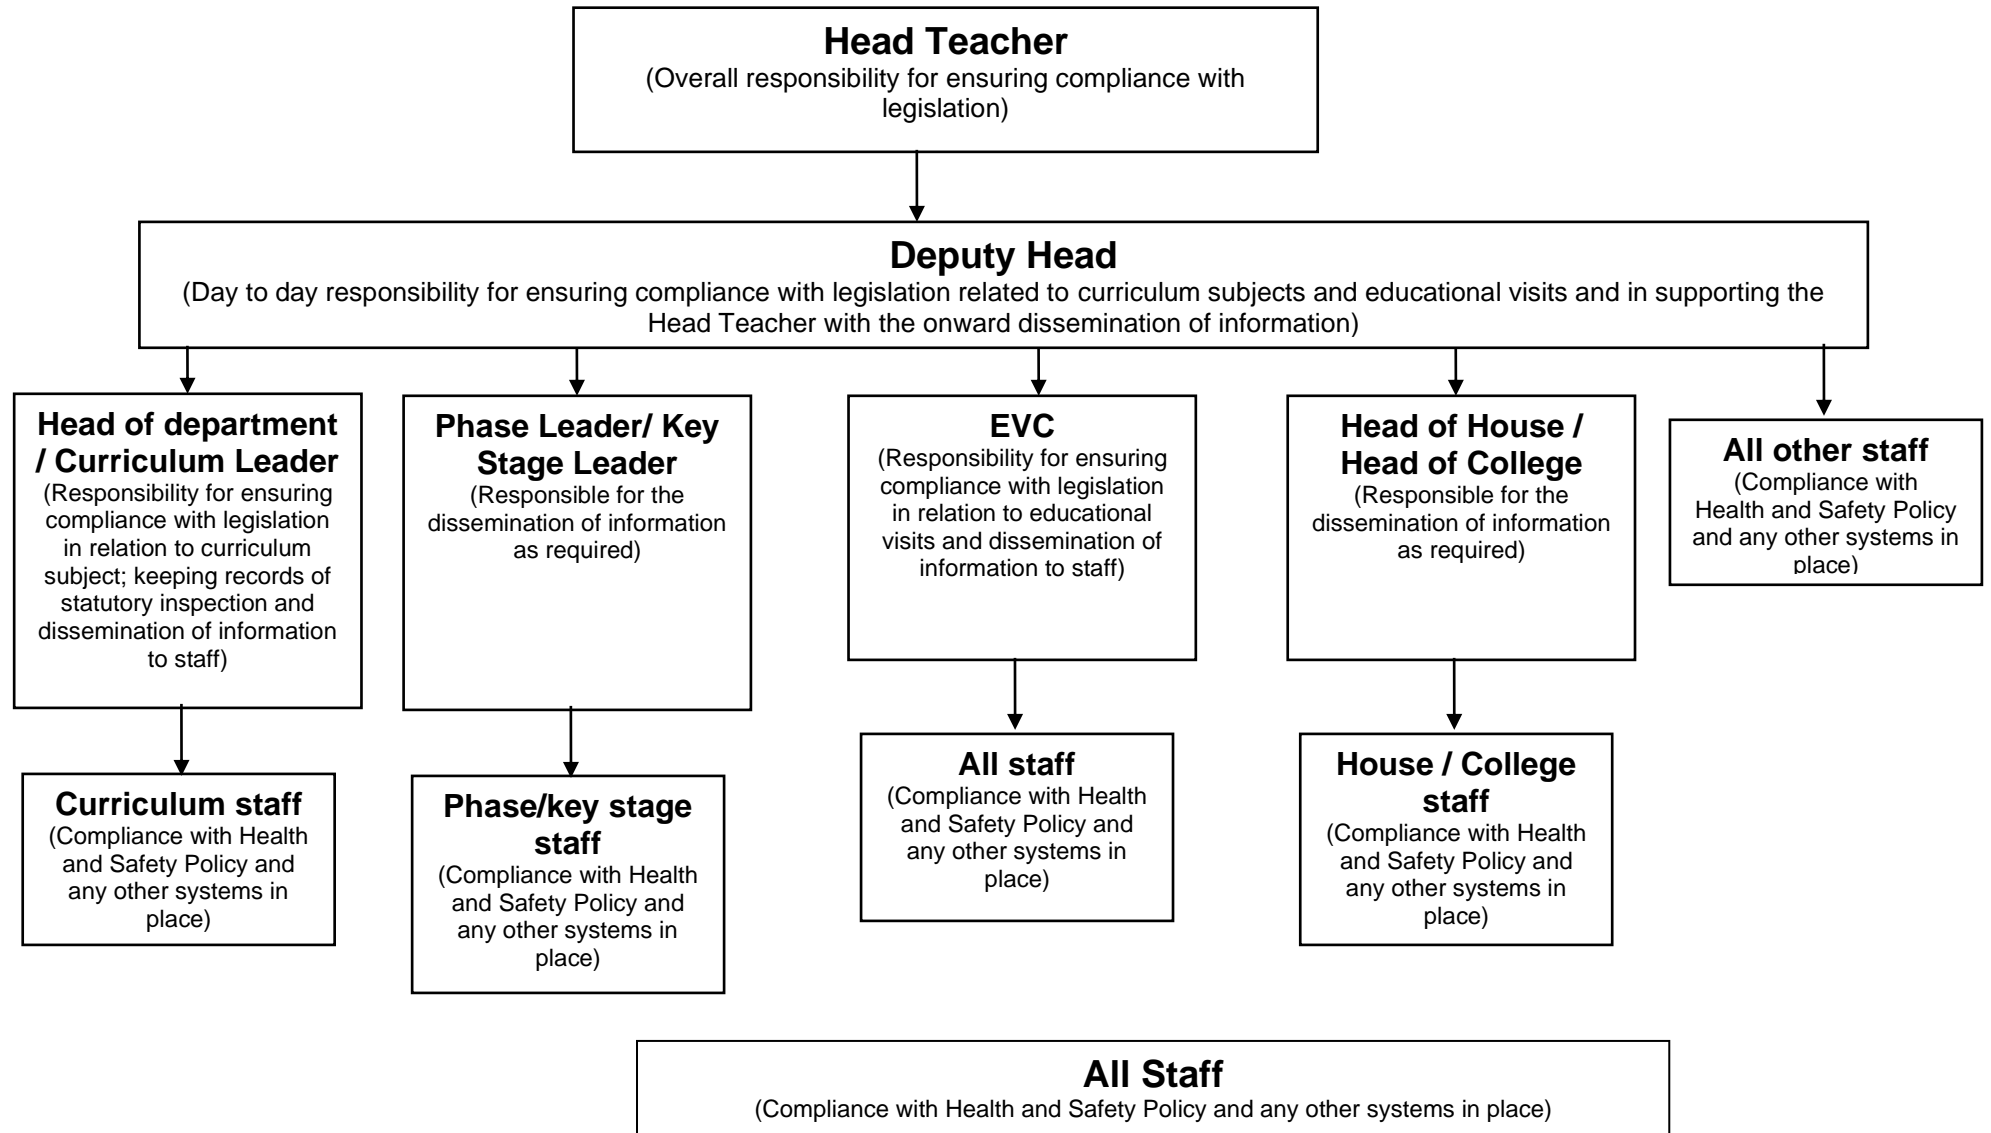 Head Teacher
(Overall responsibility for ensuring compliance with
legislation)
Deputy Head
(Day to day responsibility for ensuring compliance with legislation related to curriculum subjects and educational visits and in supporting the
Head Teacher with the onward dissemination of information)
Head of department
/ Curriculum Leader
(Responsibility for ensuring
compliance with legislation
in relation to curriculum
subject; keeping records of
statutory inspection and
dissemination of information
to staff)
Phase Leader/ Key
Stage Leader
(Responsible for the
dissemination of information
as required)
EVC
(Responsibility for ensuring
compliance with legislation
in relation to educational
visits and dissemination of
information to staff)
Head of House /
Head of College
(Responsible for the
dissemination of information
as required)
All other staff
(Compliance with
Health and Safety Policy
and any other systems in
place)
Curriculum staff
(Compliance with Health
and Safety Policy and
any other systems in
place)
Phase/key stage
staff
(Compliance with Health
and Safety Policy and
any other systems in
place)
All staff
(Compliance with Health
and Safety Policy and
any other systems in
place)
House / College
staff
(Compliance with Health
and Safety Policy and
any other systems in
place)
All Staff
(Compliance with Health and Safety Policy and any other systems in place)